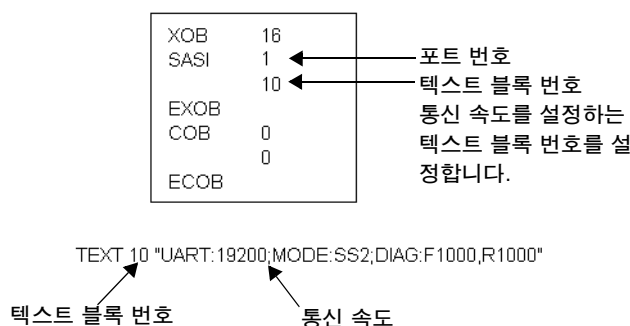 XOB 16
SASI 1
10
EXOB
COB 0
0
ECOB
포트 번호
텍스트 블록 번호
통신 속도를 설정하는
텍스트 블록 번호를 설
정합니다.
TEXT 10 "UART:19200;MODE:SS2;DIAG:F1000,R1000"
텍스트 블록 번호
통신 속도